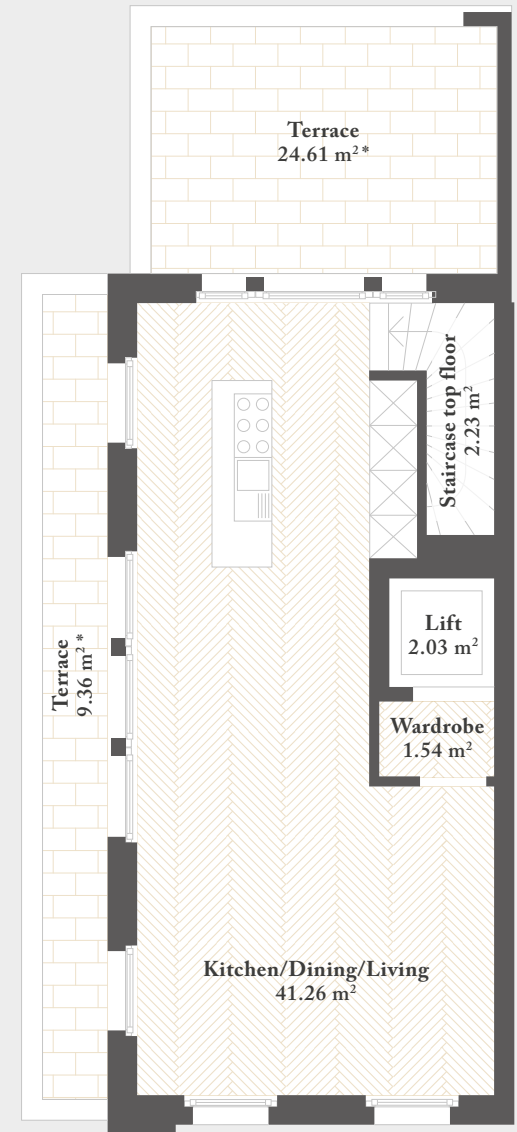 Terrace
24.61 m² *
Staircase top floor
2.23 m²
Lift
2.03 m²
Terrace
9.36 m² *
Wardrobe
1.54 m²
Kitchen/Dining/Living
41.26 m²